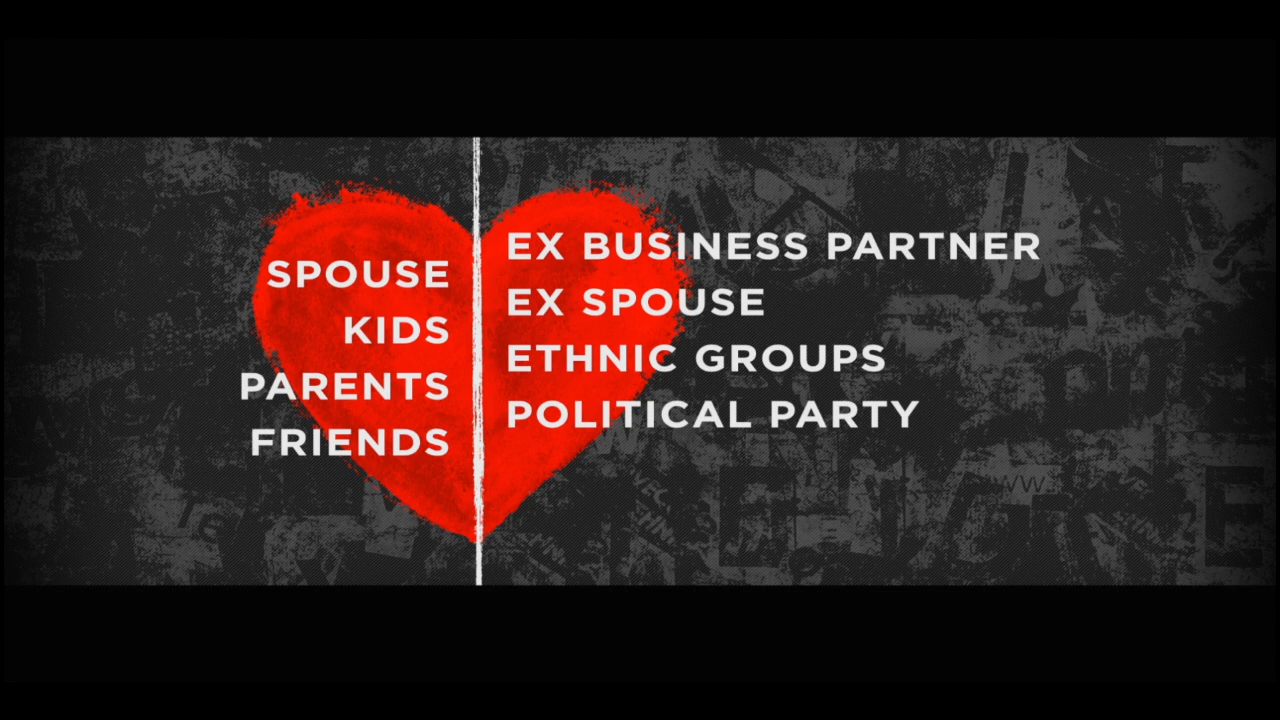 SPOUSE
KIDS
PARENTS
FRIENDS
EX BUSINESS PARTNER
EX SPOUSE
ETHNIC GROUPS
POLITICAL PARTY